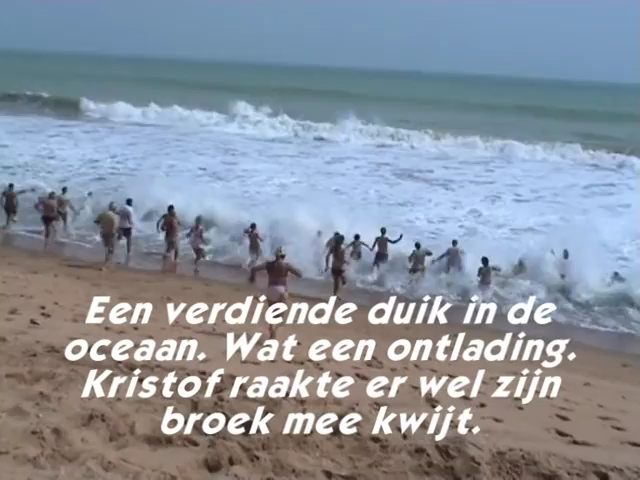 Een verdiende duik in de
oceaan. Wat een ontlading.
Kristof raakte er wel zijn
broek mee kwijt.